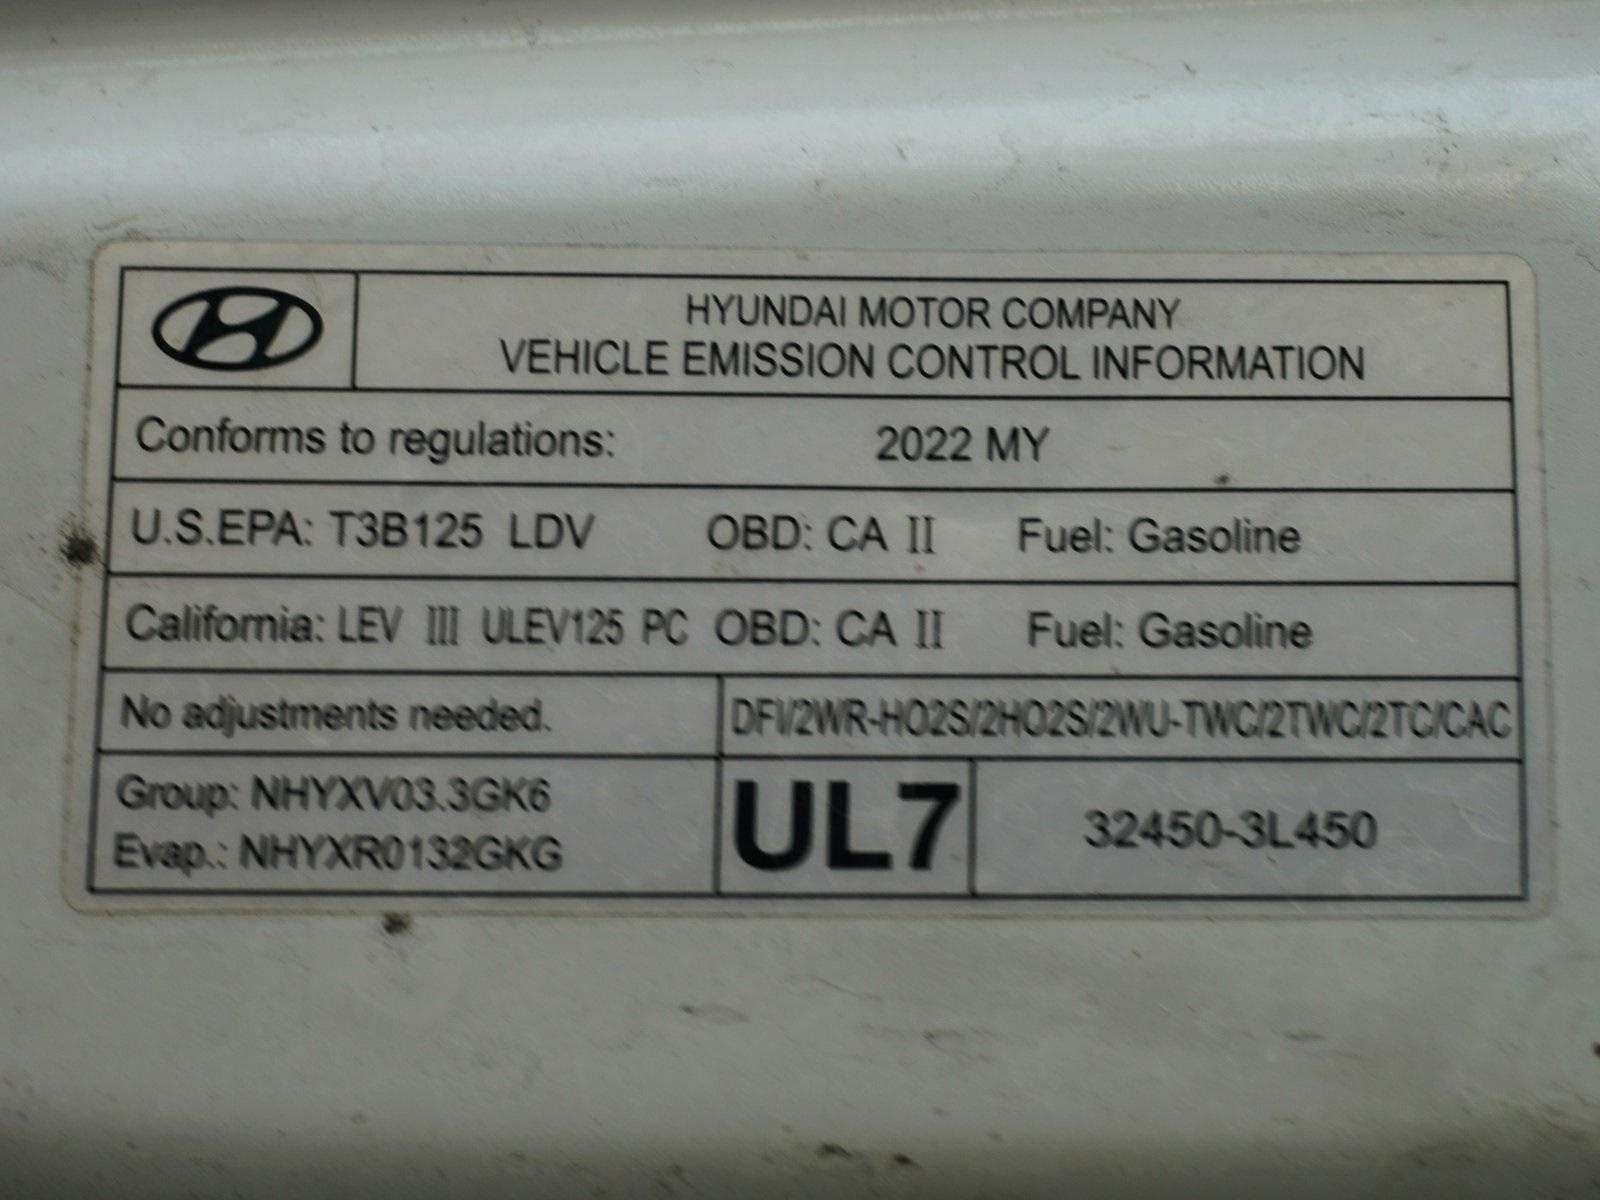 HYUNDAI MOTOR COMPANY
VEHICLE EMISSION CONTROL INFORMATION
Conforms to regulations: 2022 MY
U.S.EPA: T3B125 LDV OBD: CA II Fuel: Gasoline
California: LEV III ULEV125 PC OBD: CA II Fuel: Gasoline
No adjustments needed. DFI/2WR-HO2S/2HO2S/2WU-TWC/2TWC/2TC/CAC
Group: NHYXV03.3GK6
Evap.: NHYXR0132GKG
UL7 32450-3L450